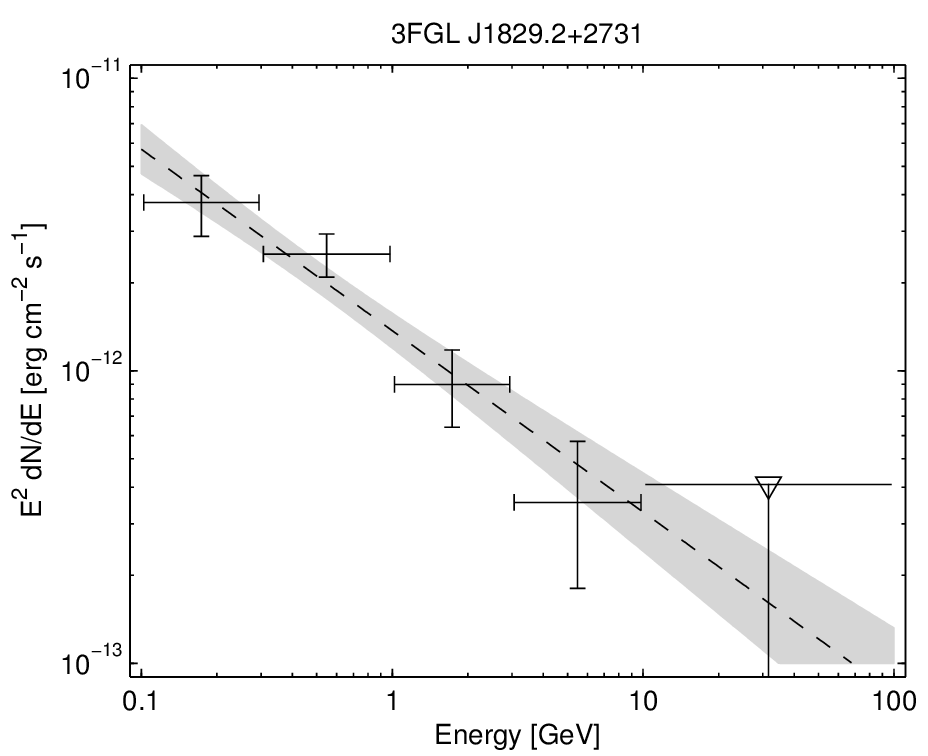 3FGL J1829.2+2731
10⁻¹¹
10⁻¹²
10⁻¹³
E² dN/dE [erg cm⁻² s⁻¹]
0.1 1 10 100
Energy [GeV]